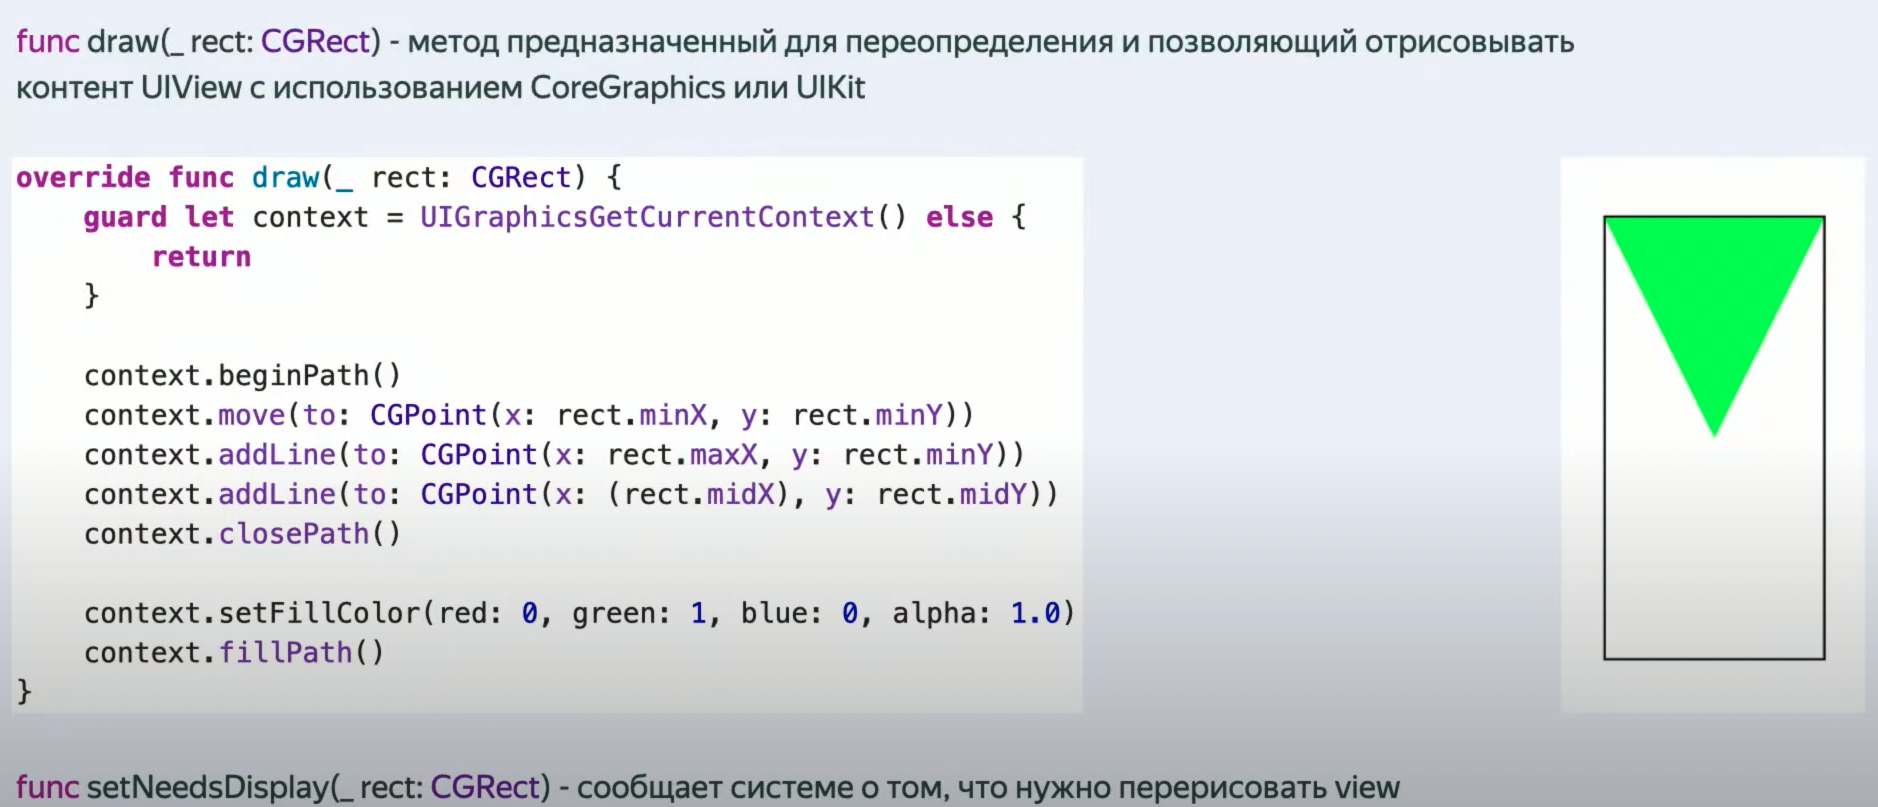 func draw(_ rect: CGRect) - метод предназначенный для переопределения и позволяющий отрисовывать
контент UIView с использованием CoreGraphics или UIKit
override func draw(_ rect: CGRect) {
    guard let context = UIGraphicsGetCurrentContext() else {
        return
    }
    context.beginPath()
    context.move(to: CGPoint(x: rect.minX, y: rect.minY))
    context.addLine(to: CGPoint(x: rect.maxX, y: rect.minY))
    context.addLine(to: CGPoint(x: (rect.midX), y: rect.midY))
    context.closePath()
    context.setFillColor(red: 0, green: 1, blue: 0, alpha: 1.0)
    context.fillPath()
}
func setNeedsDisplay(_ rect: CGRect) - сообщает системе о том, что нужно перерисовать view